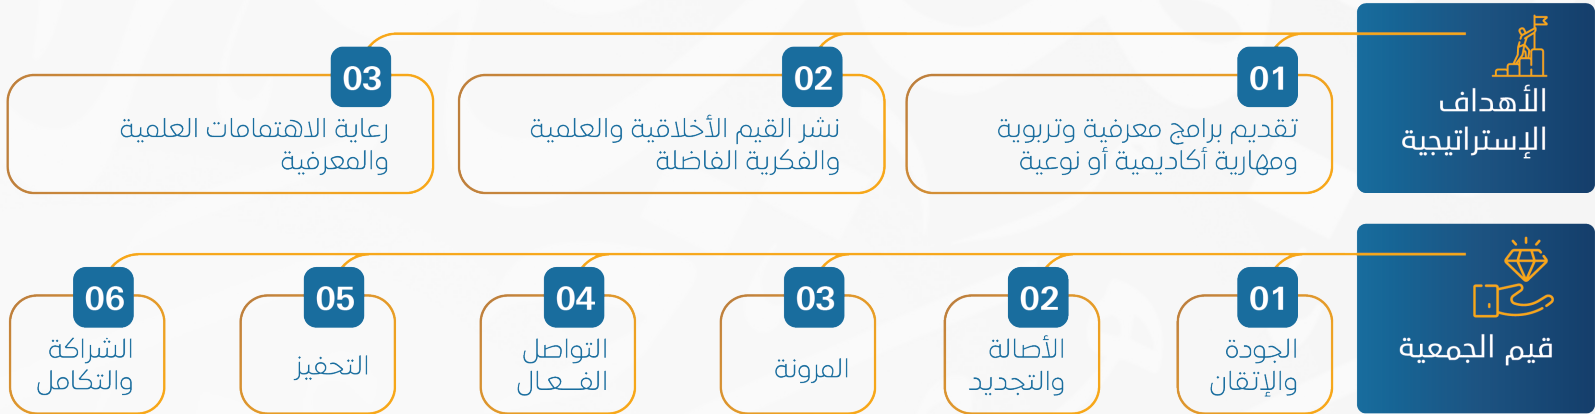 الأهداف
الإستراتيجية
01
تقديم برامج معرفية وتربوية
ومهارية أكاديمية أو نوعية
02
نشر القيم الأخلاقية والعلمية
والفكرية الفاضلة
03
رعاية الاهتمامات العلمية
والمعرفية
قيم الجمعية
01
الجودة
والإتقان
02
الأصالة
والتجديد
03
المرونة
04
التواصل
الفـــعـــال
05
التحفيز
06
الشراكة
والتكامل